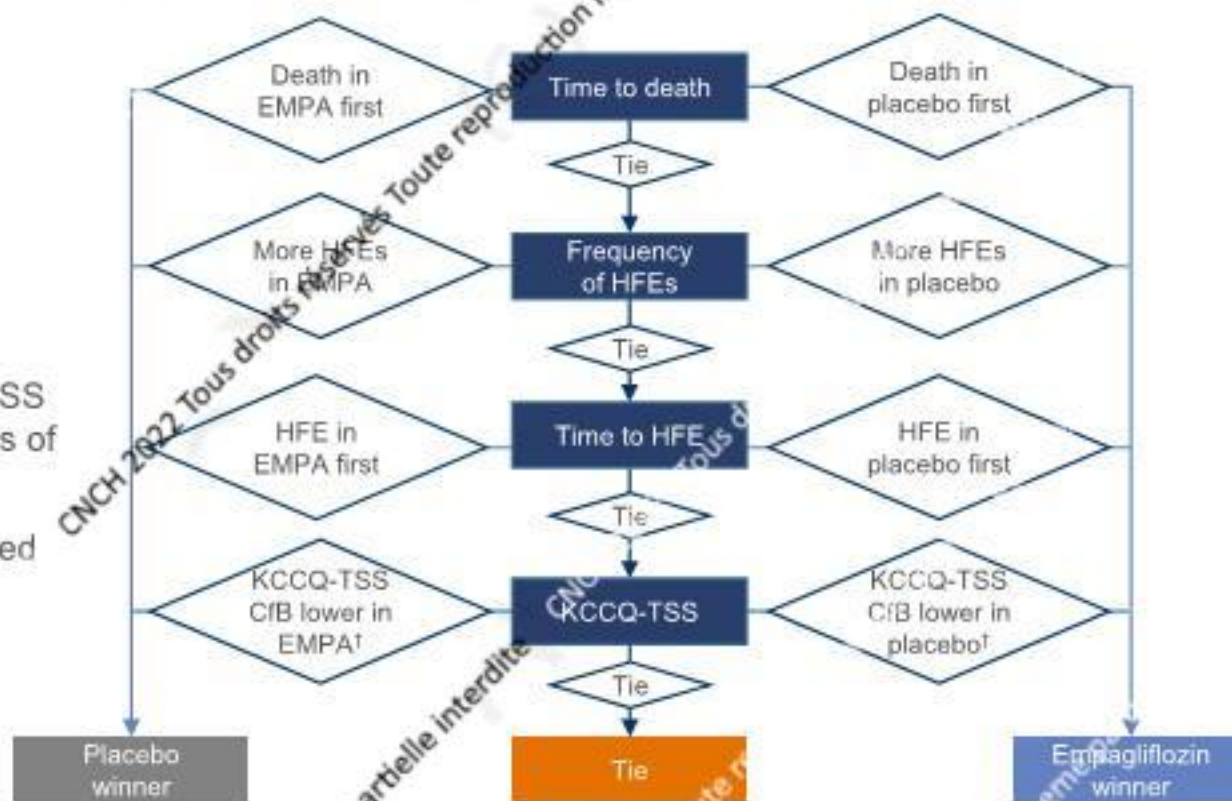 Death in
EMPA first
Time to death
Death in
placebo first
Tie
More HFEs
in EMPA
Frequency
of HFEs
More HFEs
in placebo
Tie
SS
s of
HFE in
EMPA first
Time to HFE
HFE in
placebo first
Tie
ed
KCCQ-TSS
CfB lower in
EMPA†
KCCQ-TSS
KCCQ-TSS
CfB lower in
placebo†
Tie
Placebo
winner
Tie
Empagliflozin
winner
CNCH 2022 Tous droits réservés Toute reproduction
artielle interdite
Tous d